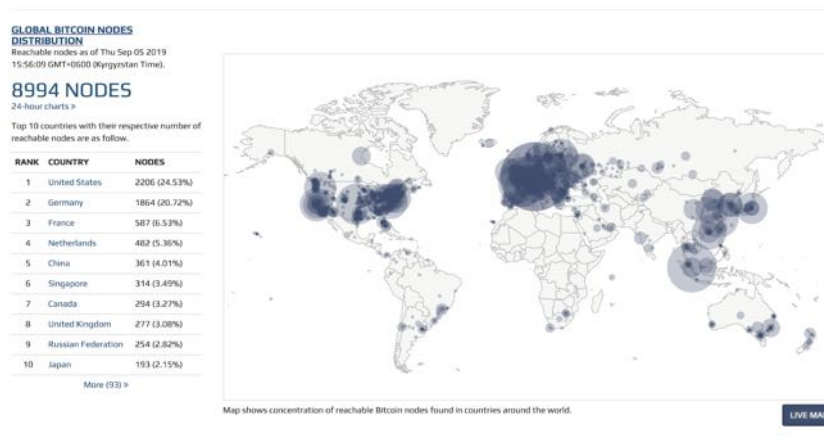 GLOBAL BITCOIN NODES
DISTRIBUTION
Reachable nodes as of Thu Sep 05 2019
15:56:09 GMT+0600 (Kyrgyzstan Time).
8994 NODES
24-hour charts »
Top 10 countries with their respective number of
reachable nodes are as follow.
RANK COUNTRY NODES
1 United States 2206 (24.53%)
2 Germany 1864 (20.72%)
3 France 587 (6.53%)
4 Netherlands 482 (5.36%)
5 China 361 (4.01%)
6 Singapore 314 (3.49%)
7 Canada 294 (3.27%)
8 United Kingdom 277 (3.08%)
9 Russian Federation 254 (2.82%)
10 Japan 193 (2.15%)
More (93) »
Map shows concentration of reachable Bitcoin nodes found in countries around the world.
LIVE MA